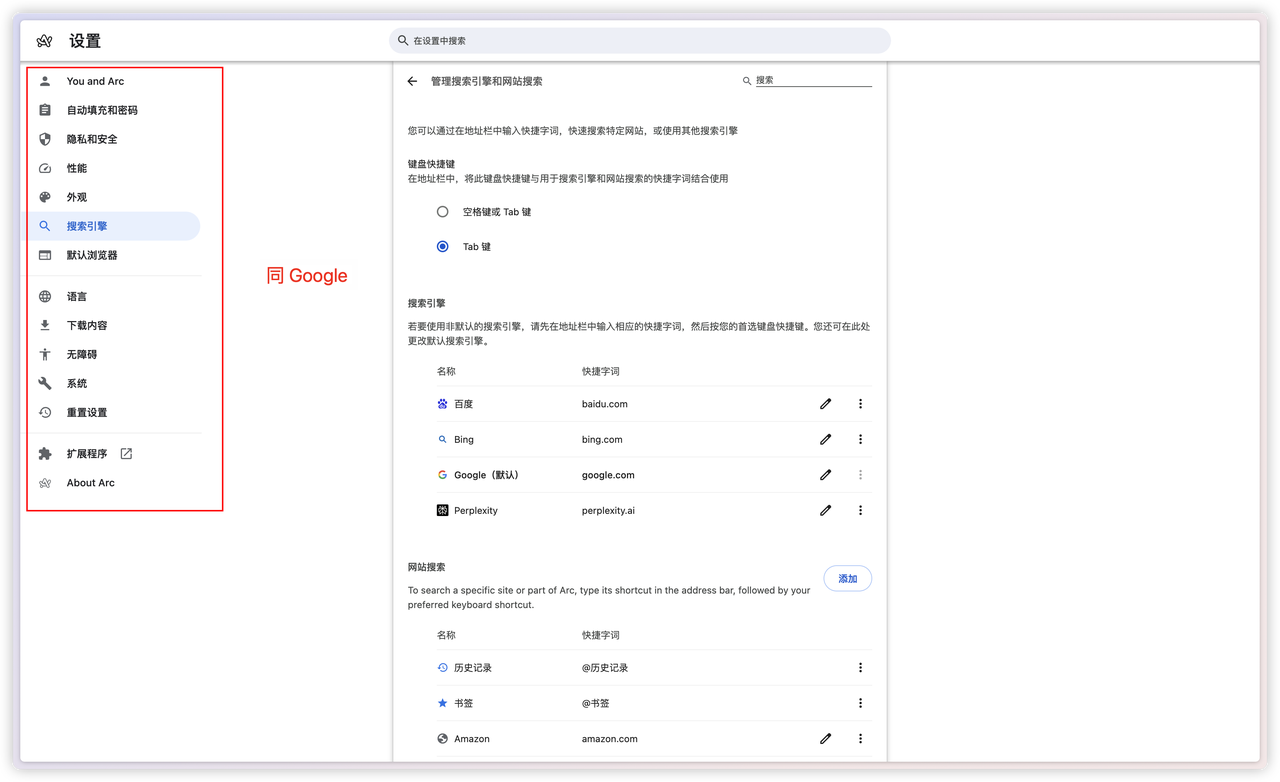 设置
在设置中搜索
You and Arc
自动填充和密码
隐私和安全
性能
外观
搜索引擎
默认浏览器
语言
下载内容
无障碍
系统
重置设置
扩展程序
About Arc
同 Google
管理搜索引擎和网站搜索
搜索
您可以通过在地址栏中输入快捷字词，快速搜索特定网站，或使用其他搜索引擎
键盘快捷键
在地址栏中，将此键盘快捷键与用于搜索引擎和网站搜索的快捷字词结合使用
空格键或 Tab 键
Tab 键
搜索引擎
若要使用非默认的搜索引擎，请先在地址栏中输入相应的快捷字词，然后按您的首选键盘快捷键。您还可在此处
更改默认搜索引擎。
名称 快捷字词
百度 baidu.com
Bing bing.com
Google（默认） google.com
Perplexity perplexity.ai
网站搜索
添加
To search a specific site or part of Arc, type its shortcut in the address bar, followed by your
preferred keyboard shortcut.
名称 快捷字词
历史记录 @历史记录
书签 @书签
Amazon amazon.com